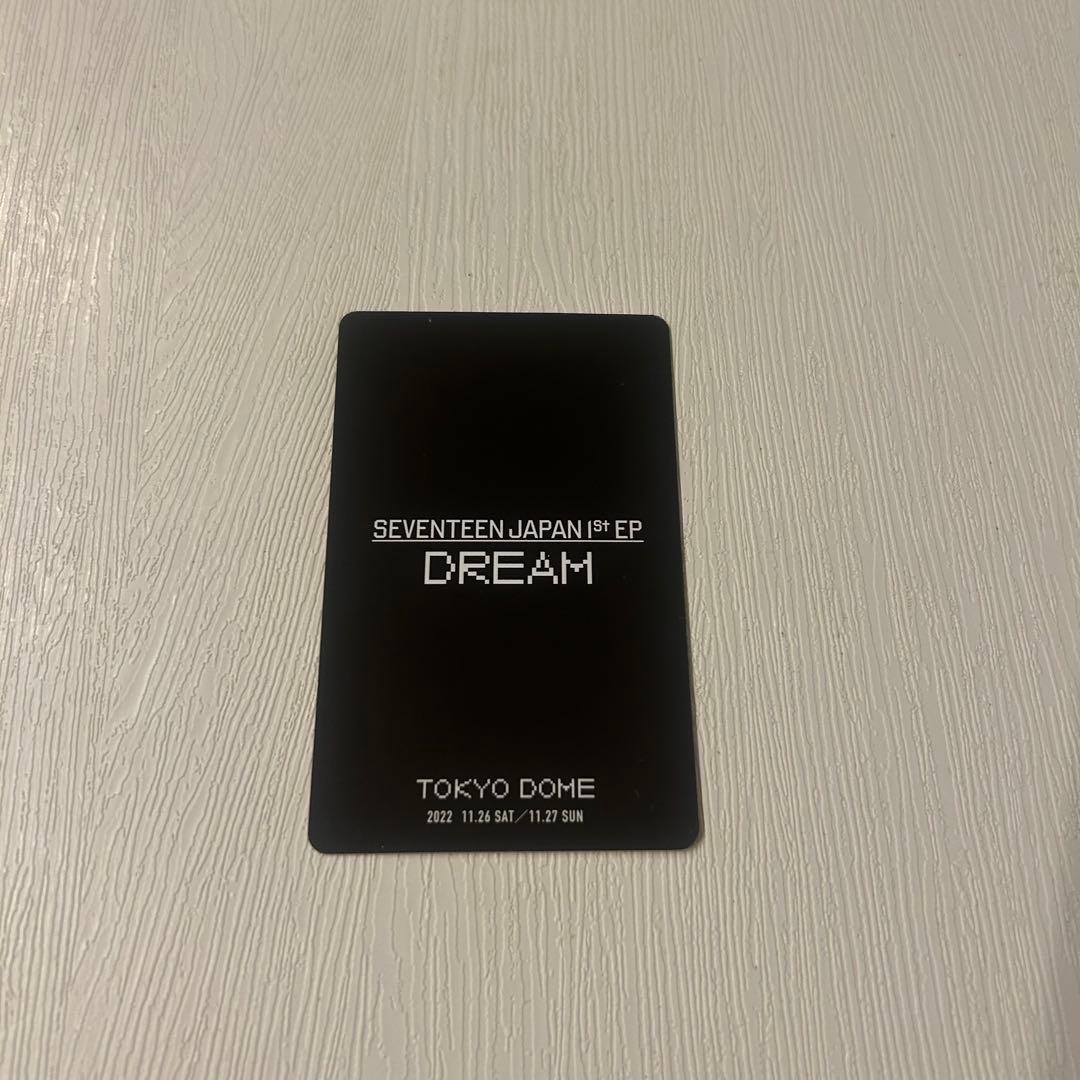 SEVENTEEN JAPAN 1St EP
DREAM
TOKYO DOME
2022 11.26 SAT/11.27 SUN